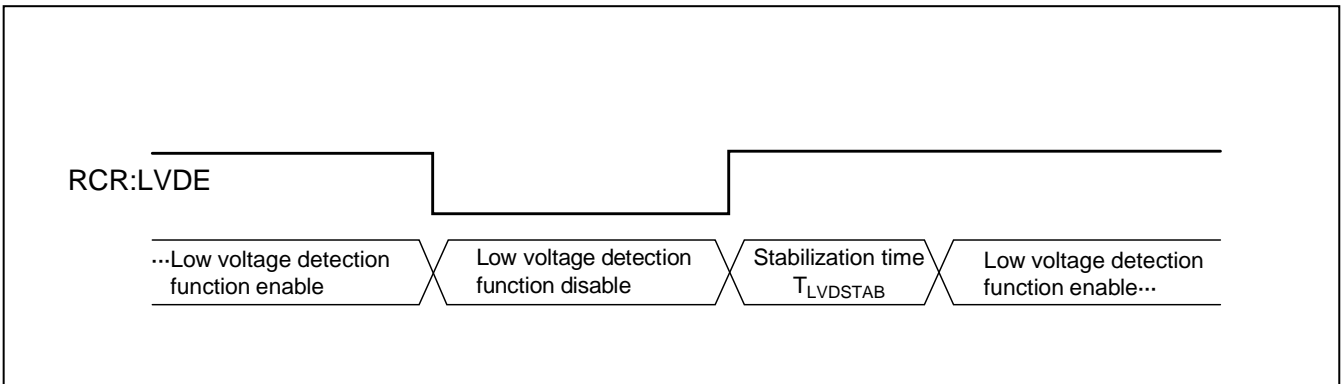 RCR:LVDE
···Low voltage detection
function enable
Low voltage detection
function disable
Stabilization time
TLVDSTAB
Low voltage detection
function enable···